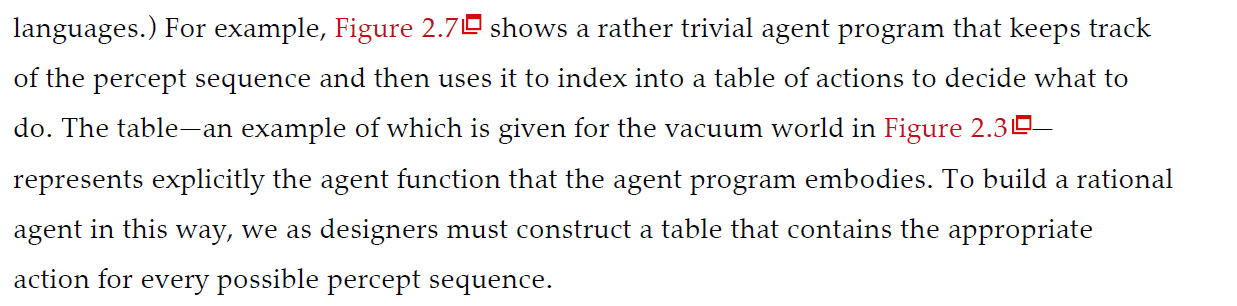 languages.) For example, Figure 2.7 shows a rather trivial agent program that keeps track
of the percept sequence and then uses it to index into a table of actions to decide what to
do. The table—an example of which is given for the vacuum world in Figure 2.3—
represents explicitly the agent function that the agent program embodies. To build a rational
agent in this way, we as designers must construct a table that contains the appropriate
action for every possible percept sequence.